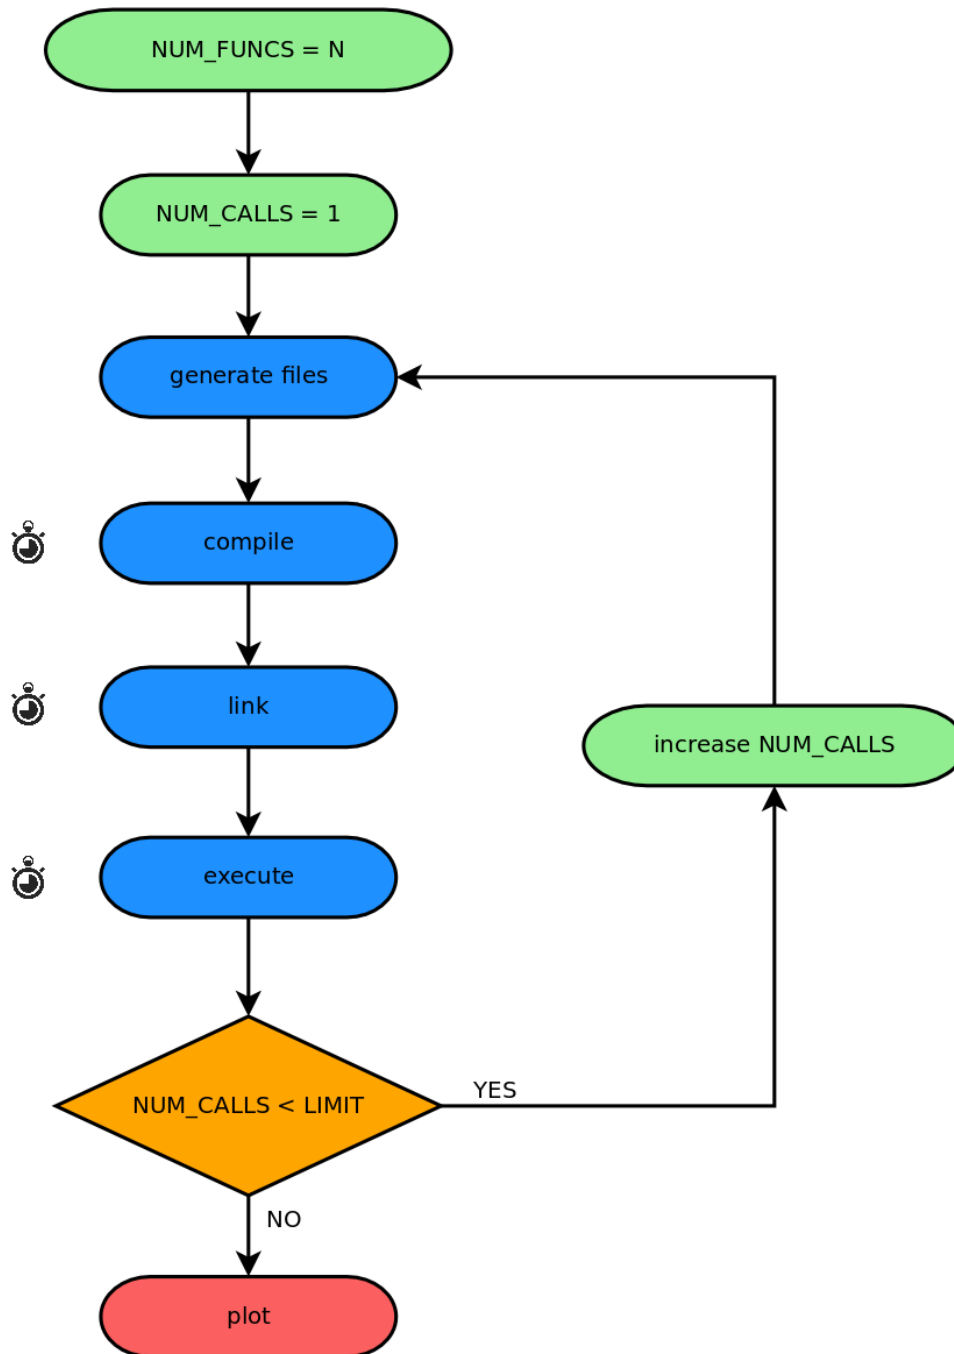 NUM_FUNCS = N
NUM_CALLS = 1
generate files
compile
link
increase NUM_CALLS
execute
YES
NUM_CALLS < LIMIT
NO
plot